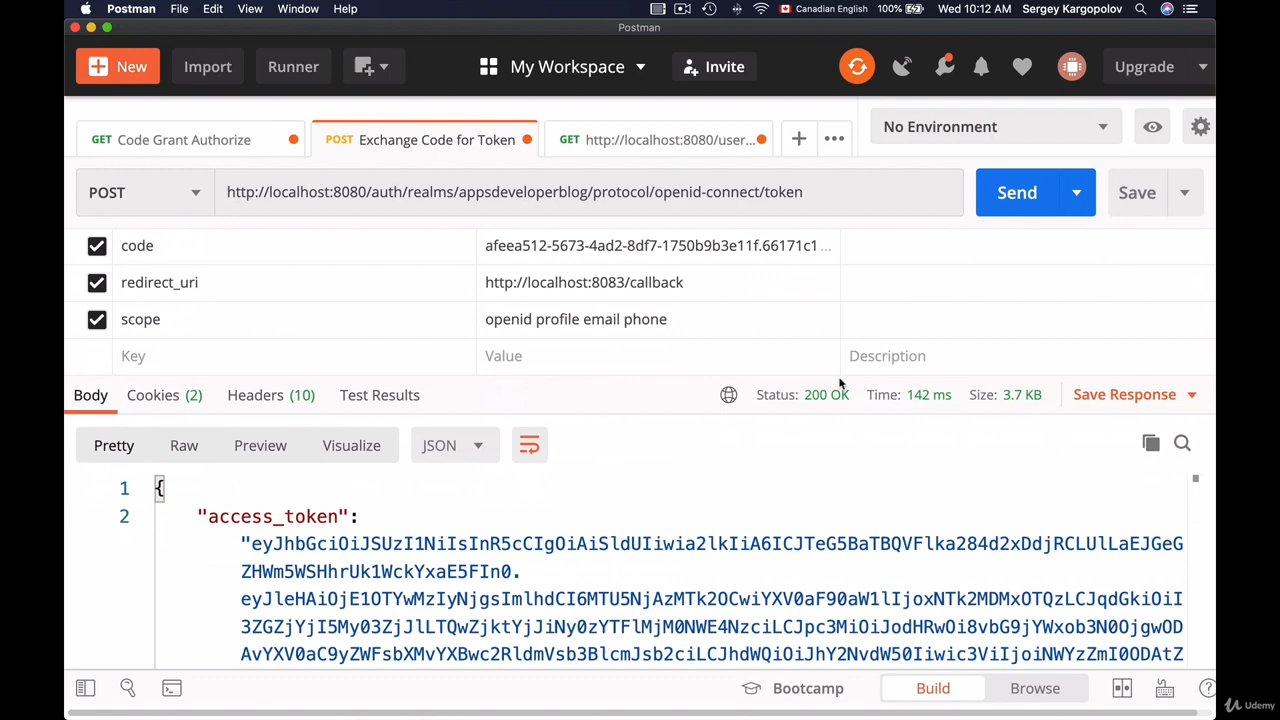 Postman File Edit View Window Help Canadian English 100% Wed 10:12 AM Sergey Kargopolov
Postman
New Import Runner My Workspace Invite Upgrade
GET Code Grant Authorize POST Exchange Code for Token GET http://localhost:8080/user... No Environment
POST http://localhost:8080/auth/realms/appsdeveloperblog/protocol/openid-connect/token Send Save
code afeea512-5673-4ad2-8df7-1750b9b3e11f.66171c1 ...
redirect_uri http://localhost:8083/callback
scope openid profile email phone
Key Value Description
Body Cookies (2) Headers (10) Test Results Status: 200 OK Time: 142 ms Size: 3.7 KB Save Response
Pretty Raw Preview Visualize JSON
1 {
2 "access_token":
"eyJhbGciOiJSUzI1NiIsInR5cCIgOiAiSldUIiwia2lkIiA6ICJTeG5BaTBQVFlka284d2xDdjRCLUlLaEJGeG
ZHWm5WSHhrUk1WckYxaE5FIn0.
eyJleHAiOjE1OTYwMzIyNjgsImlhdCI6MTU5NjAzMTk2OCwiYXV0aF90aW1lIjoxNTk2MDMxOTQzLCJqdGkiOiI
3ZGZjYjI5My03ZjJlLTQwZjktYjJiNy0zYTFlMjM0NWE4NzciLCJpc3MiOiJodHRwOi8vbG9jYWxob3N0OjgwOD
AvYXV0aC9yZWFsbXMvYXBwc2RldmVsb3BlcmJsb2ciLCJhdWQiOiJhY2NvdW50Iiwic3ViIjoiNWYzZmI0ODAtZ
Bootcamp Build Browse
Udemy